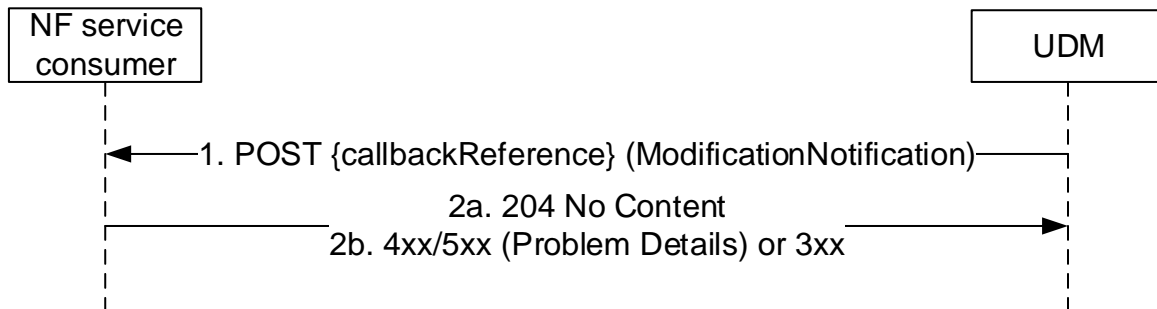 NF service
consumer
UDM
1. POST {callbackReference} (ModificationNotification)
2a. 204 No Content
2b. 4xx/5xx (Problem Details) or 3xx